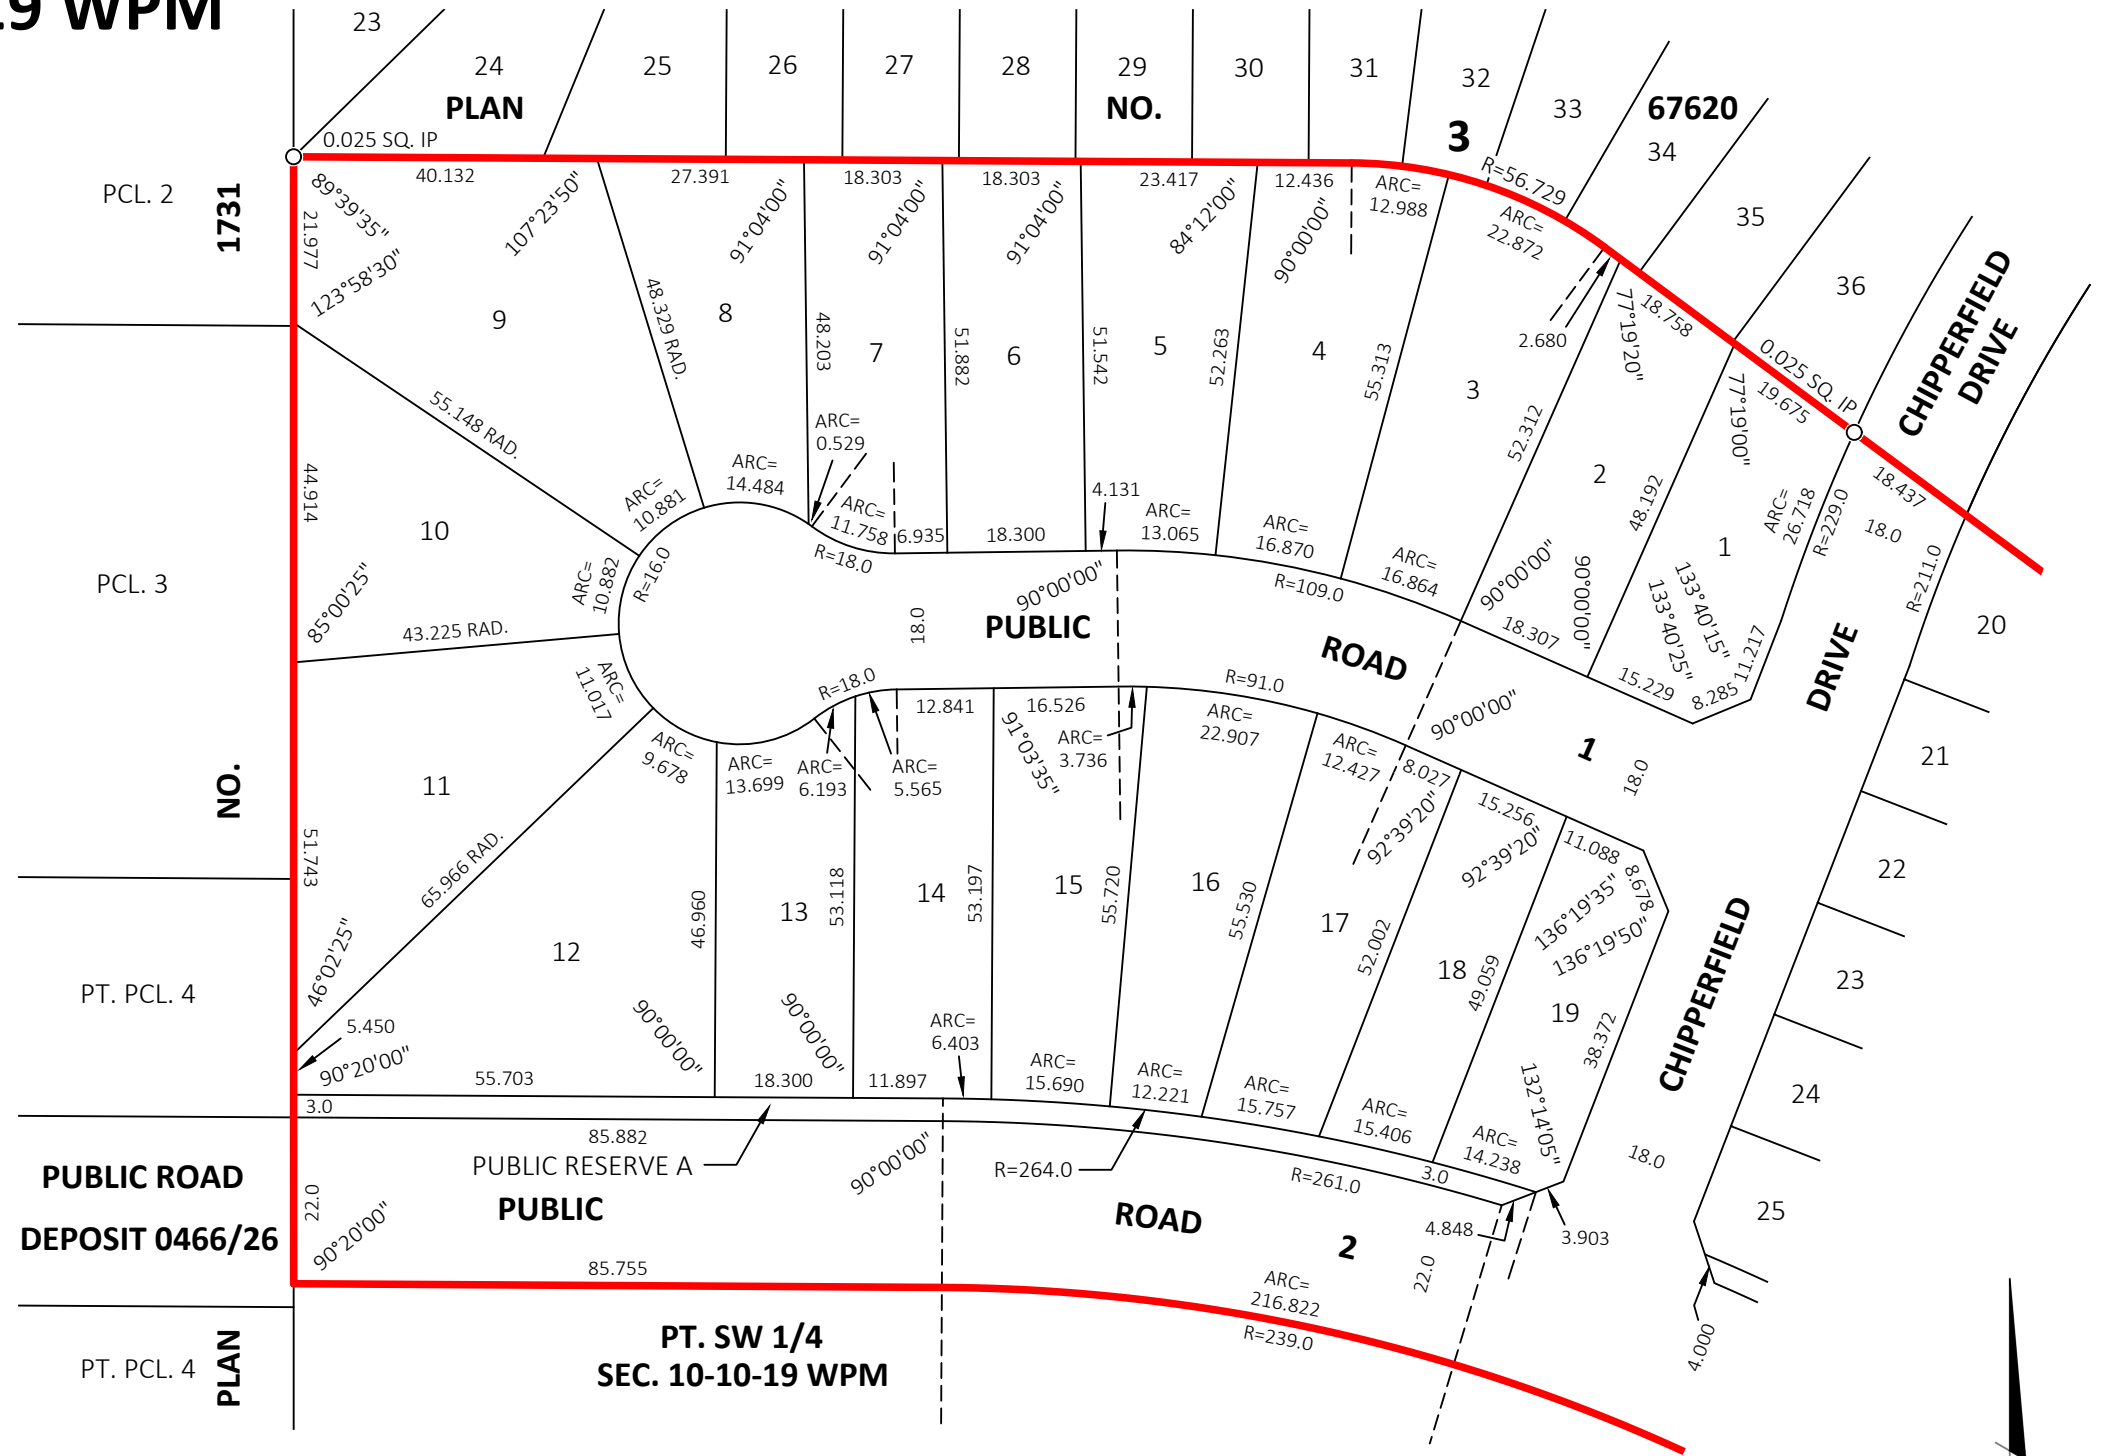 19 WPM
23
24
25
26
27
28
29
30
31
32
33
34
35
36
PLAN
NO.
67620
3
0.025 SQ. IP
PCL. 2
1731
89°39'35"
21.977
123°58'30"
40.132
107°23'50"
27.391
91°04'00"
18.303
91°04'00"
18.303
91°04'00"
23.417
84°12'00"
12.436
90°00'00"
ARC=
12.988
R=56.729
ARC=
22.872
2.680
18.758
77°19'20"
0.025 SQ. IP
19.675
77°19'00"
18.437
CHIPPERFIELD
DRIVE
9
8
7
6
5
4
3
2
1
48.329 RAD.
48.203
51.882
51.542
52.263
55.313
52.312
48.192
ARC=
26.718
R=229.0
18.0
R=211.0
55.148 RAD.
ARC=
0.529
ARC=
14.484
ARC=
10.881
ARC=
11.758
R=18.0
6.935
18.300
4.131
ARC=
13.065
ARC=
16.870
ARC=
16.864
R=109.0
90°00'00"
90°00'00"
90°00'00"
18.307
133°40'15"
133°40'25"
15.229
8.285
11.217
PCL. 3
44.914
10
85°00'25"
43.225 RAD.
ARC=
10.882
R=16.0
18.0
PUBLIC
ROAD
DRIVE
20
21
22
23
24
25
NO.
11
51.743
ARC=
11.017
ARC=
9.678
65.966 RAD.
R=18.0
ARC=
13.699
ARC=
6.193
ARC=
5.565
12.841
16.526
91°03'35"
ARC=
3.736
R=91.0
ARC=
22.907
ARC=
12.427
90°00'00"
8.027
92°39'20"
15.256
92°39'20"
11.088
8.678
136°19'35"
136°19'50"
1
18.0
12
13
14
15
16
17
18
19
46.960
53.118
53.197
55.720
55.530
52.002
49.059
38.372
CHIPPERFIELD
PT. PCL. 4
46°02'25"
5.450
90°20'00"
55.703
90°00'00"
90°00'00"
18.300
11.897
ARC=
6.403
ARC=
15.690
ARC=
12.221
ARC=
15.757
ARC=
15.406
ARC=
14.238
132°14'05"
3.0
85.882
PUBLIC RESERVE A
90°00'00"
R=264.0
R=261.0
3.0
18.0
4.848
3.903
PUBLIC ROAD
DEPOSIT 0466/26
22.0
90°20'00"
PUBLIC
ROAD
2
22.0
85.755
ARC=
216.822
R=239.0
4.000
PT. PCL. 4
PLAN
PT. SW 1/4
SEC. 10-10-19 WPM